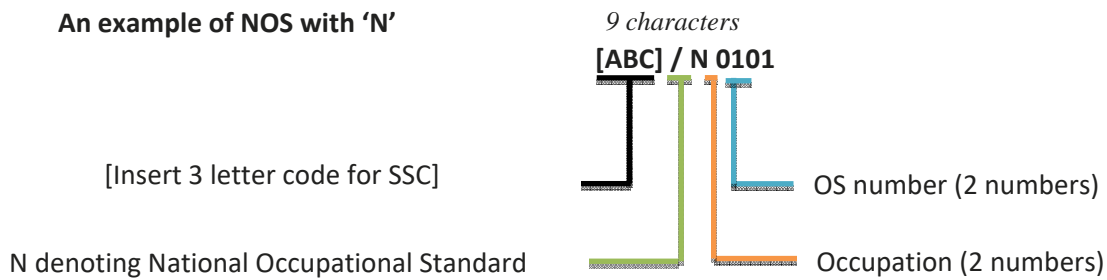 An example of NOS with ‘N’
9 characters
[ABC] / N 0101
[Insert 3 letter code for SSC]
OS number (2 numbers)
N denoting National Occupational Standard
Occupation (2 numbers)